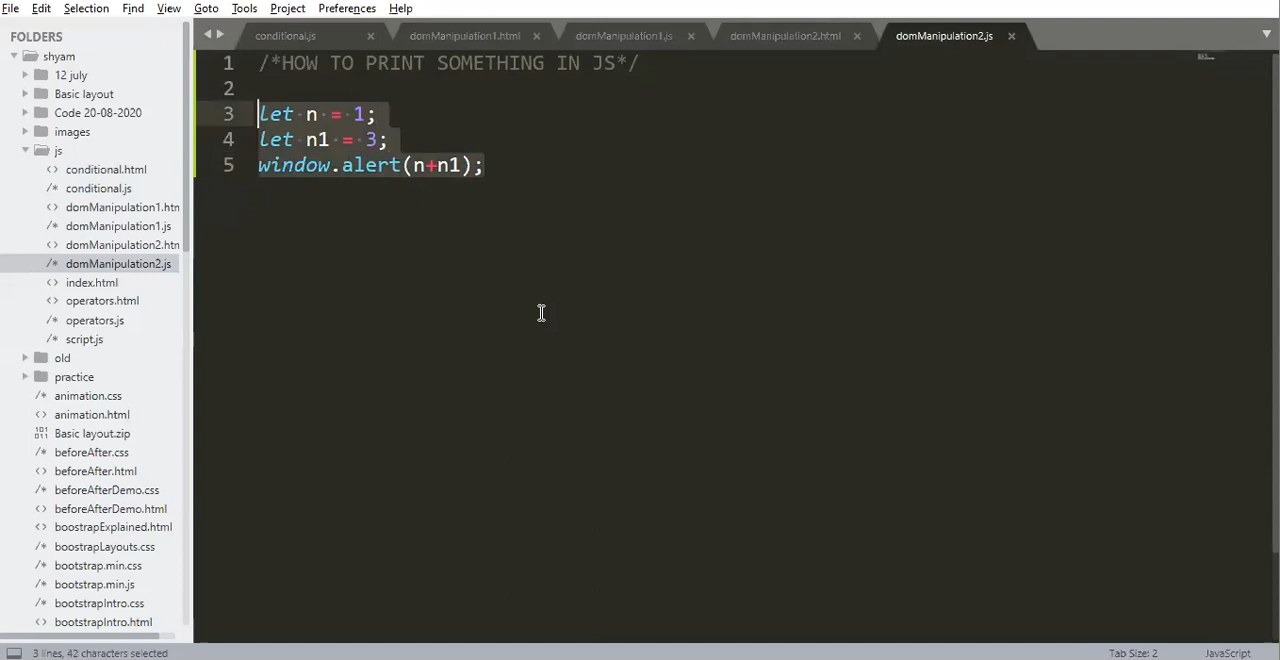 File Edit Selection Find View Goto Tools Project Preferences Help
FOLDERS
shyam
12 july
Basic layout
Code 20-08-2020
images
js
conditional.html
conditional.js
domManipulation1.htn
domManipulation1.js
domManipulation2.htn
domManipulation2.js
index.html
operators.html
operators.js
script.js
old
practice
animation.css
animation.html
Basic layout.zip
beforeAfter.css
beforeAfter.html
beforeAfterDemo.css
beforeAfterDemo.html
boostrapExplained.html
boostrapLayouts.css
bootstrap.min.css
bootstrap.min.js
bootstrapIntro.css
bootstrapIntro.html
conditional.js domManipulation1.html domManipulation1.js domManipulation2.html domManipulation2.js
1 /*HOW TO PRINT SOMETHING IN JS*/
2
3 let n = 1;
4 let n1 = 3;
5 window.alert(n+n1);
3 lines, 42 characters selected Tab Size: 2 JavaScript